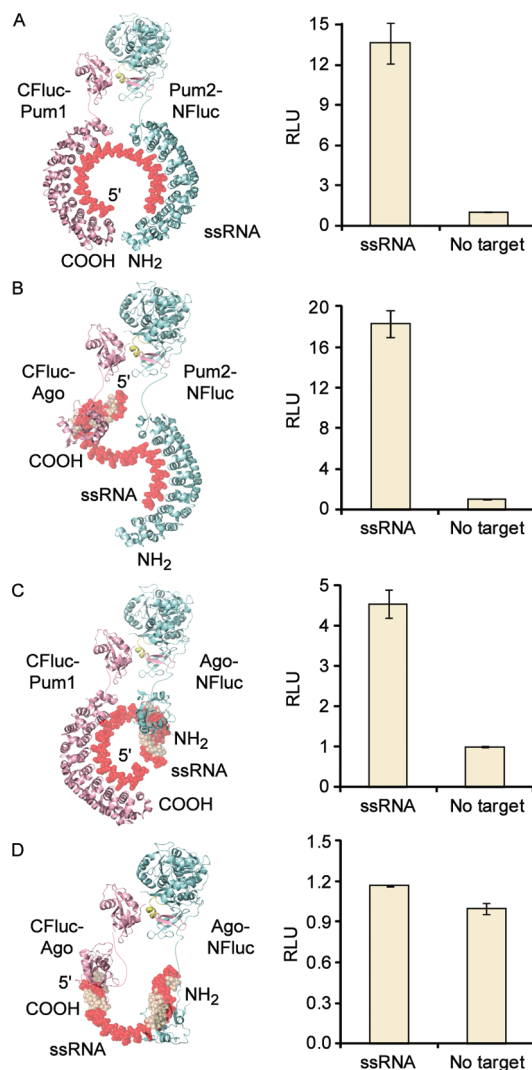 A
CFluc-
Pum1
Pum2-
NFluc
5'
ssRNA
COOH NH2
RLU
15
12
9
6
3
0
ssRNA No target
B
CFluc-
Ago
5'
Pum2-
NFluc
COOH
ssRNA
NH2
RLU
20
16
12
8
4
0
ssRNA No target
C
CFluc-
Pum1
Ago-
NFluc
5'
NH2
ssRNA
COOH
RLU
5
4
3
2
1
0
ssRNA No target
D
CFluc-
Ago
Ago-
NFluc
5'
COOH
NH2
ssRNA
RLU
1.5
1.2
0.9
0.6
0.3
0.0
ssRNA No target